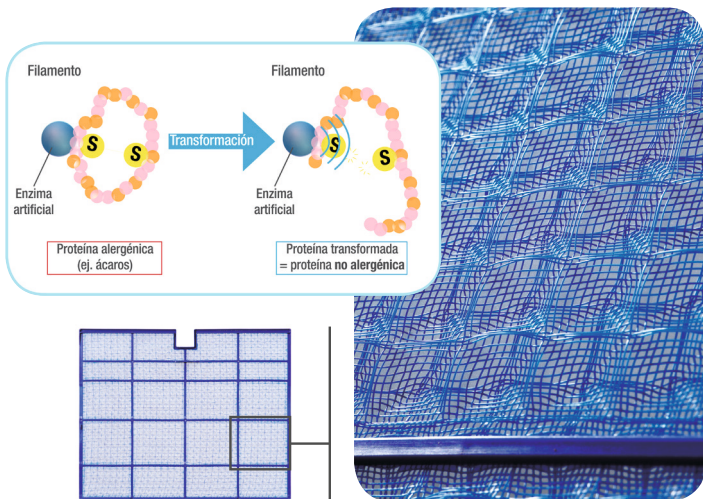 Filamento
Filamento
S
S
Transformación
S
S
Enzima
artificial
Enzima
artificial
Proteína alergénica
(ej. ácaros)
Proteína transformada
= proteína no alergénica